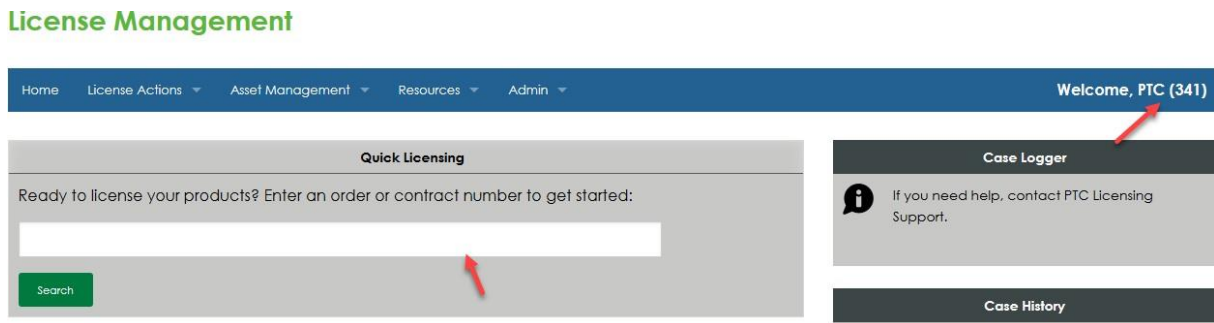 License Management
Home License Actions Asset Management Resources Admin Welcome, PTC (341)
Quick Licensing
Ready to license your products? Enter an order or contract number to get started:
Search
Case Logger
If you need help, contact PTC Licensing
Support.
Case History